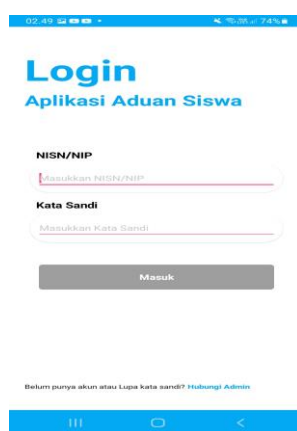 02.49 74%
Login
Aplikasi Aduan Siswa
NISN/NIP
Masukkan NISN/NIP
Kata Sandi
Masukkan Kata Sandi
Masuk
Belum punya akun atau Lupa kata sandi? Hubungi Admin